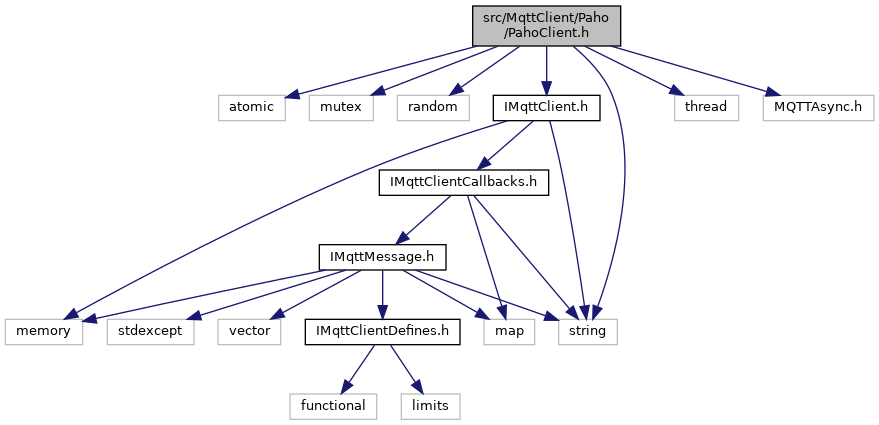 src/MqttClient/Paho
/PahoClient.h
atomic
mutex
random
IMqttClient.h
thread
MQTTAsync.h
IMqttClientCallbacks.h
IMqttMessage.h
memory
stdexcept
vector
IMqttClientDefines.h
map
string
functional
limits